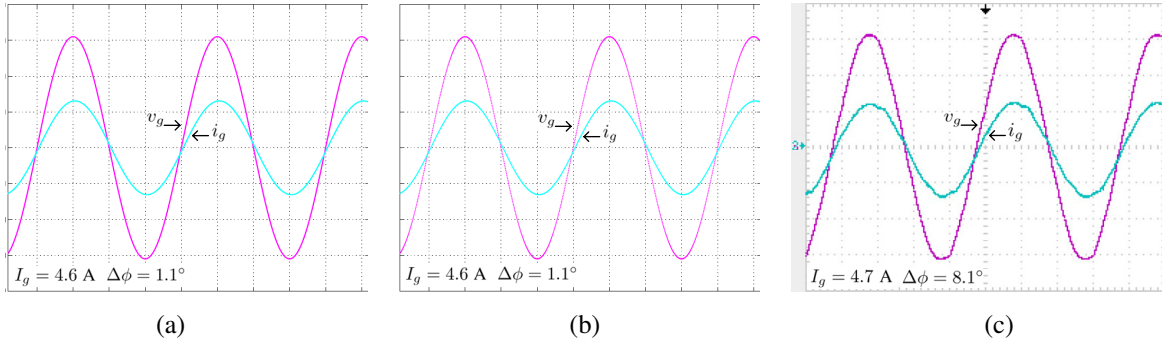 v_g → ← i_g
I_g = 4.6 A Δϕ = 1.1°
(a)
v_g → ← i_g
I_g = 4.6 A Δϕ = 1.1°
(b)
v_g → ← i_g
I_g = 4.7 A Δϕ = 8.1°
(c)